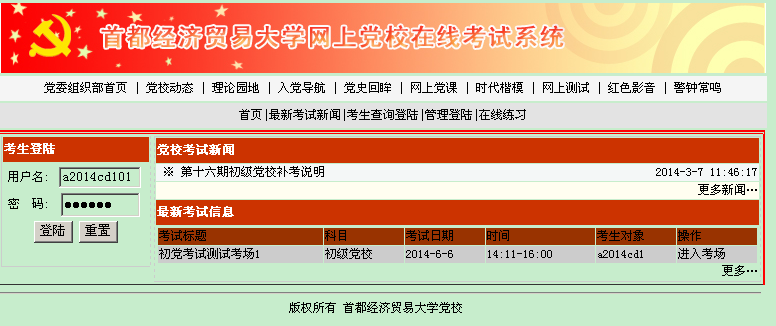 首都经济贸易大学网上党校在线考试系统
党委组织部首页 | 党校动态 | 理论园地 | 入党导航 | 党史回眸 | 网上党课 | 时代楷模 | 网上测试 | 红色影音 | 警钟常鸣
首页|最新考试新闻|考生查询登陆|管理登陆|在线练习
考生登陆
用户名: a2014cd101
密 码: ●●●●●●
登陆 重置
党校考试新闻
※ 第十六期初级党校补考说明 2014-3-7 11:46:17
更多新闻…
最新考试信息
考试标题 科目 考试日期 时间 考生对象 操作
初党考试测试考场1 初级党校 2014-6-6 14:11-16:00 a2014cd1 进入考场
更多…
版权所有 首都经济贸易大学党校